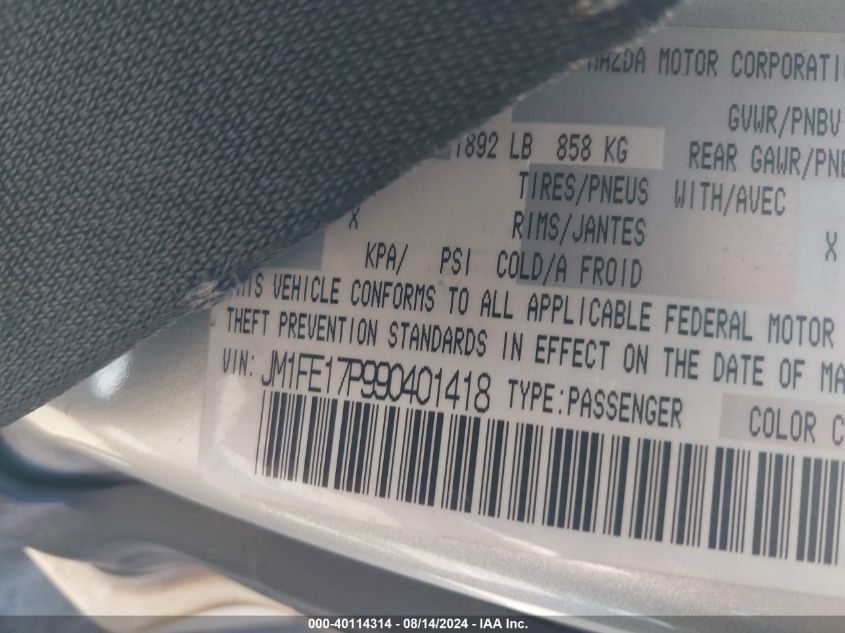 MAZDA MOTOR CORPORATI
GVWR/PNBV
1892 LB 858 KG REAR GAWR/PNB
TIRES/PNEUS WITH/AVEC
X RIMS/JANTES X
KPA/ PSI COLD/A FROID
THIS VEHICLE CONFORMS TO ALL APPLICABLE FEDERAL MOTOR
THEFT PREVENTION STANDARDS IN EFFECT ON THE DATE OF MA
VIN: JM1FE17P990401418 TYPE:PASSENGER COLOR C
000-40114314 - 08/14/2024 - IAA Inc.